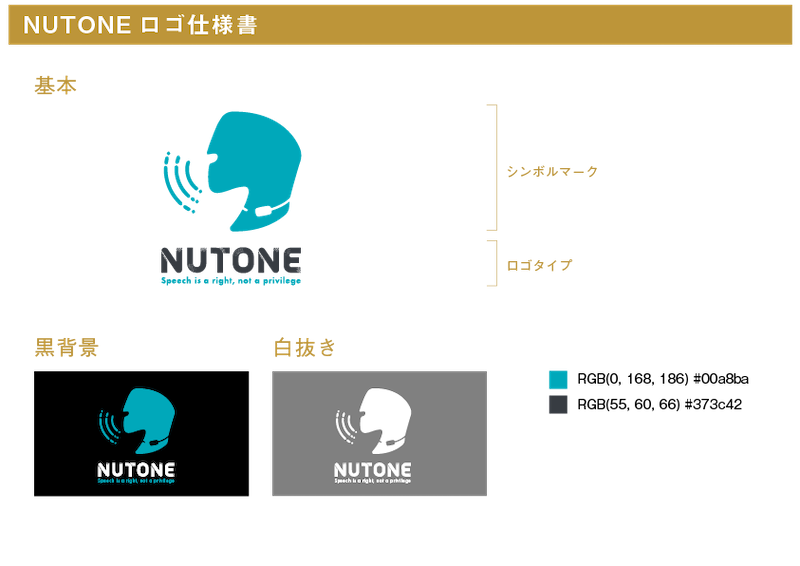 NUTONE ロゴ仕様書
基本
シンボルマーク
NUTONE
Speech is a right, not a privilege
ロゴタイプ
黒背景
白抜き
NUTONE
Speech is a right, not a privilege
NUTONE
Speech is a right, not a privilege
RGB(0, 168, 186) #00a8ba
RGB(55, 60, 66) #373c42